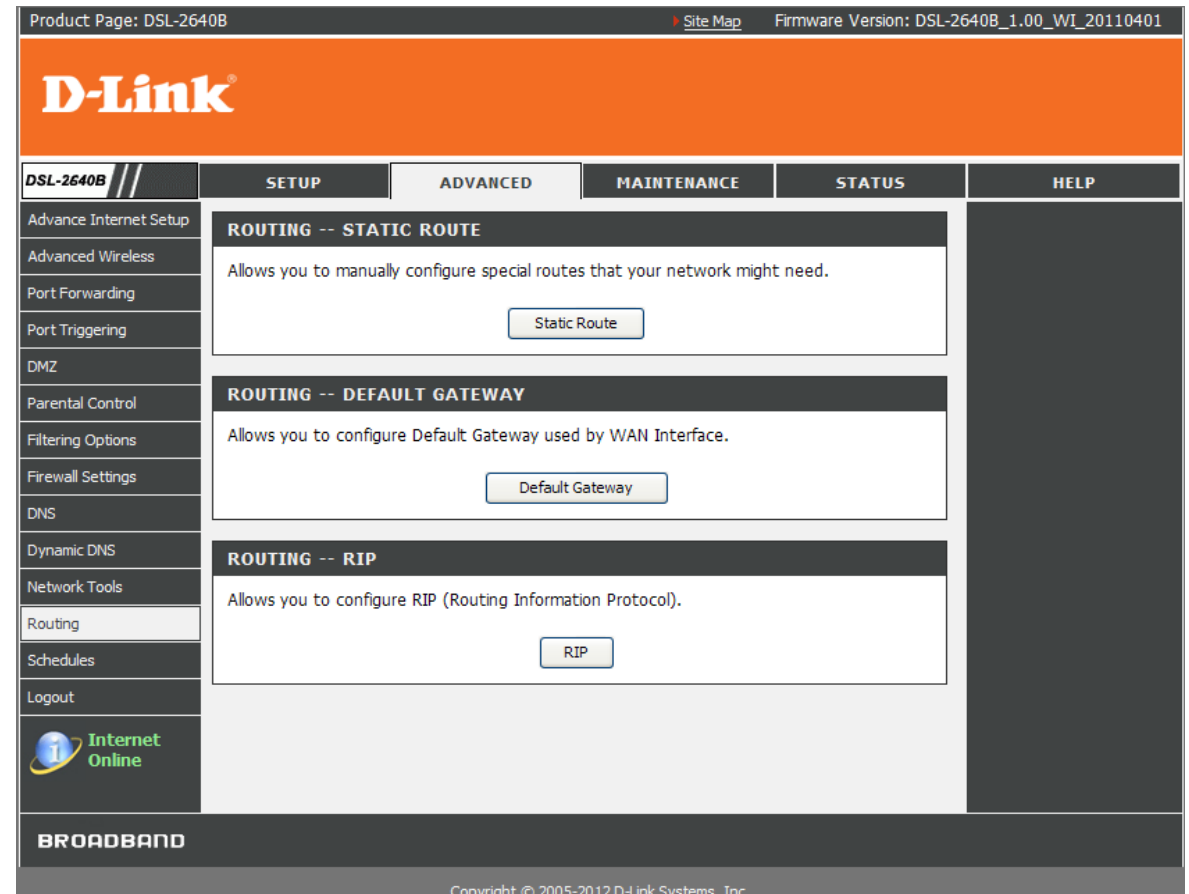 Product Page: DSL-2640B Site Map Firmware Version: DSL-2640B_1.00_WI_20110401
D-Link®
DSL-2640B SETUP ADVANCED MAINTENANCE STATUS HELP
Advance Internet Setup
Advanced Wireless
Port Forwarding
Port Triggering
DMZ
Parental Control
Filtering Options
Firewall Settings
DNS
Dynamic DNS
Network Tools
Routing
Schedules
Logout
Internet
Online
ROUTING -- STATIC ROUTE
Allows you to manually configure special routes that your network might need.
Static Route
ROUTING -- DEFAULT GATEWAY
Allows you to configure Default Gateway used by WAN Interface.
Default Gateway
ROUTING -- RIP
Allows you to configure RIP (Routing Information Protocol).
RIP
BROADBAND
Copyright © 2005-2012 D-Link Systems, Inc.